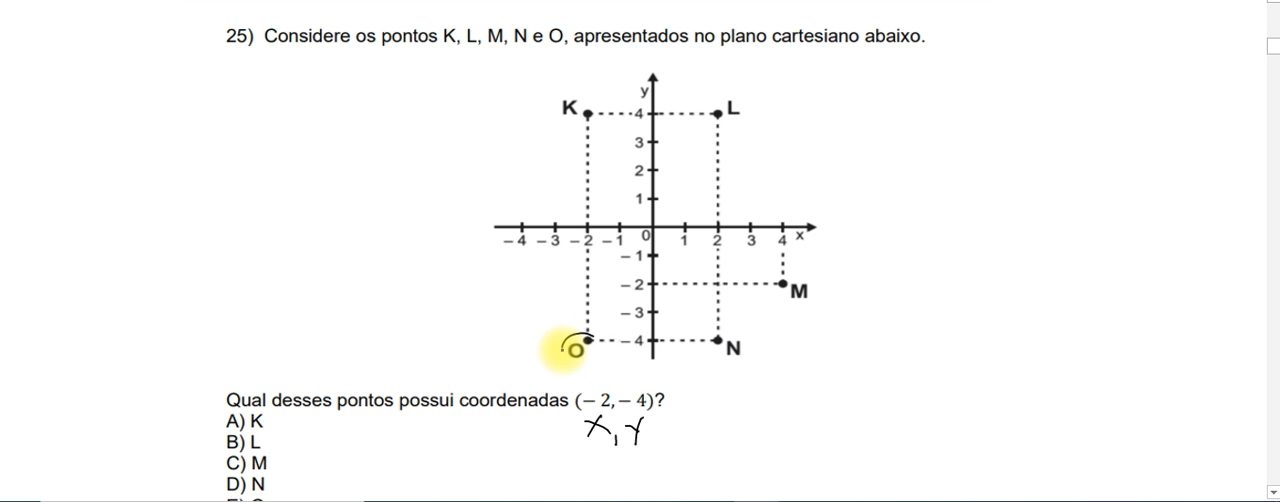 25) Considere os pontos K, L, M, N e O, apresentados no plano cartesiano abaixo.
y
K
4
L
3
2
1
– 4 – 3 – 2 – 1 0 1 2 3 4 x
– 1
– 2
M
– 3
O
– 4
N
Qual desses pontos possui coordenadas (– 2, – 4)?
X, Y
A) K
B) L
C) M
D) N